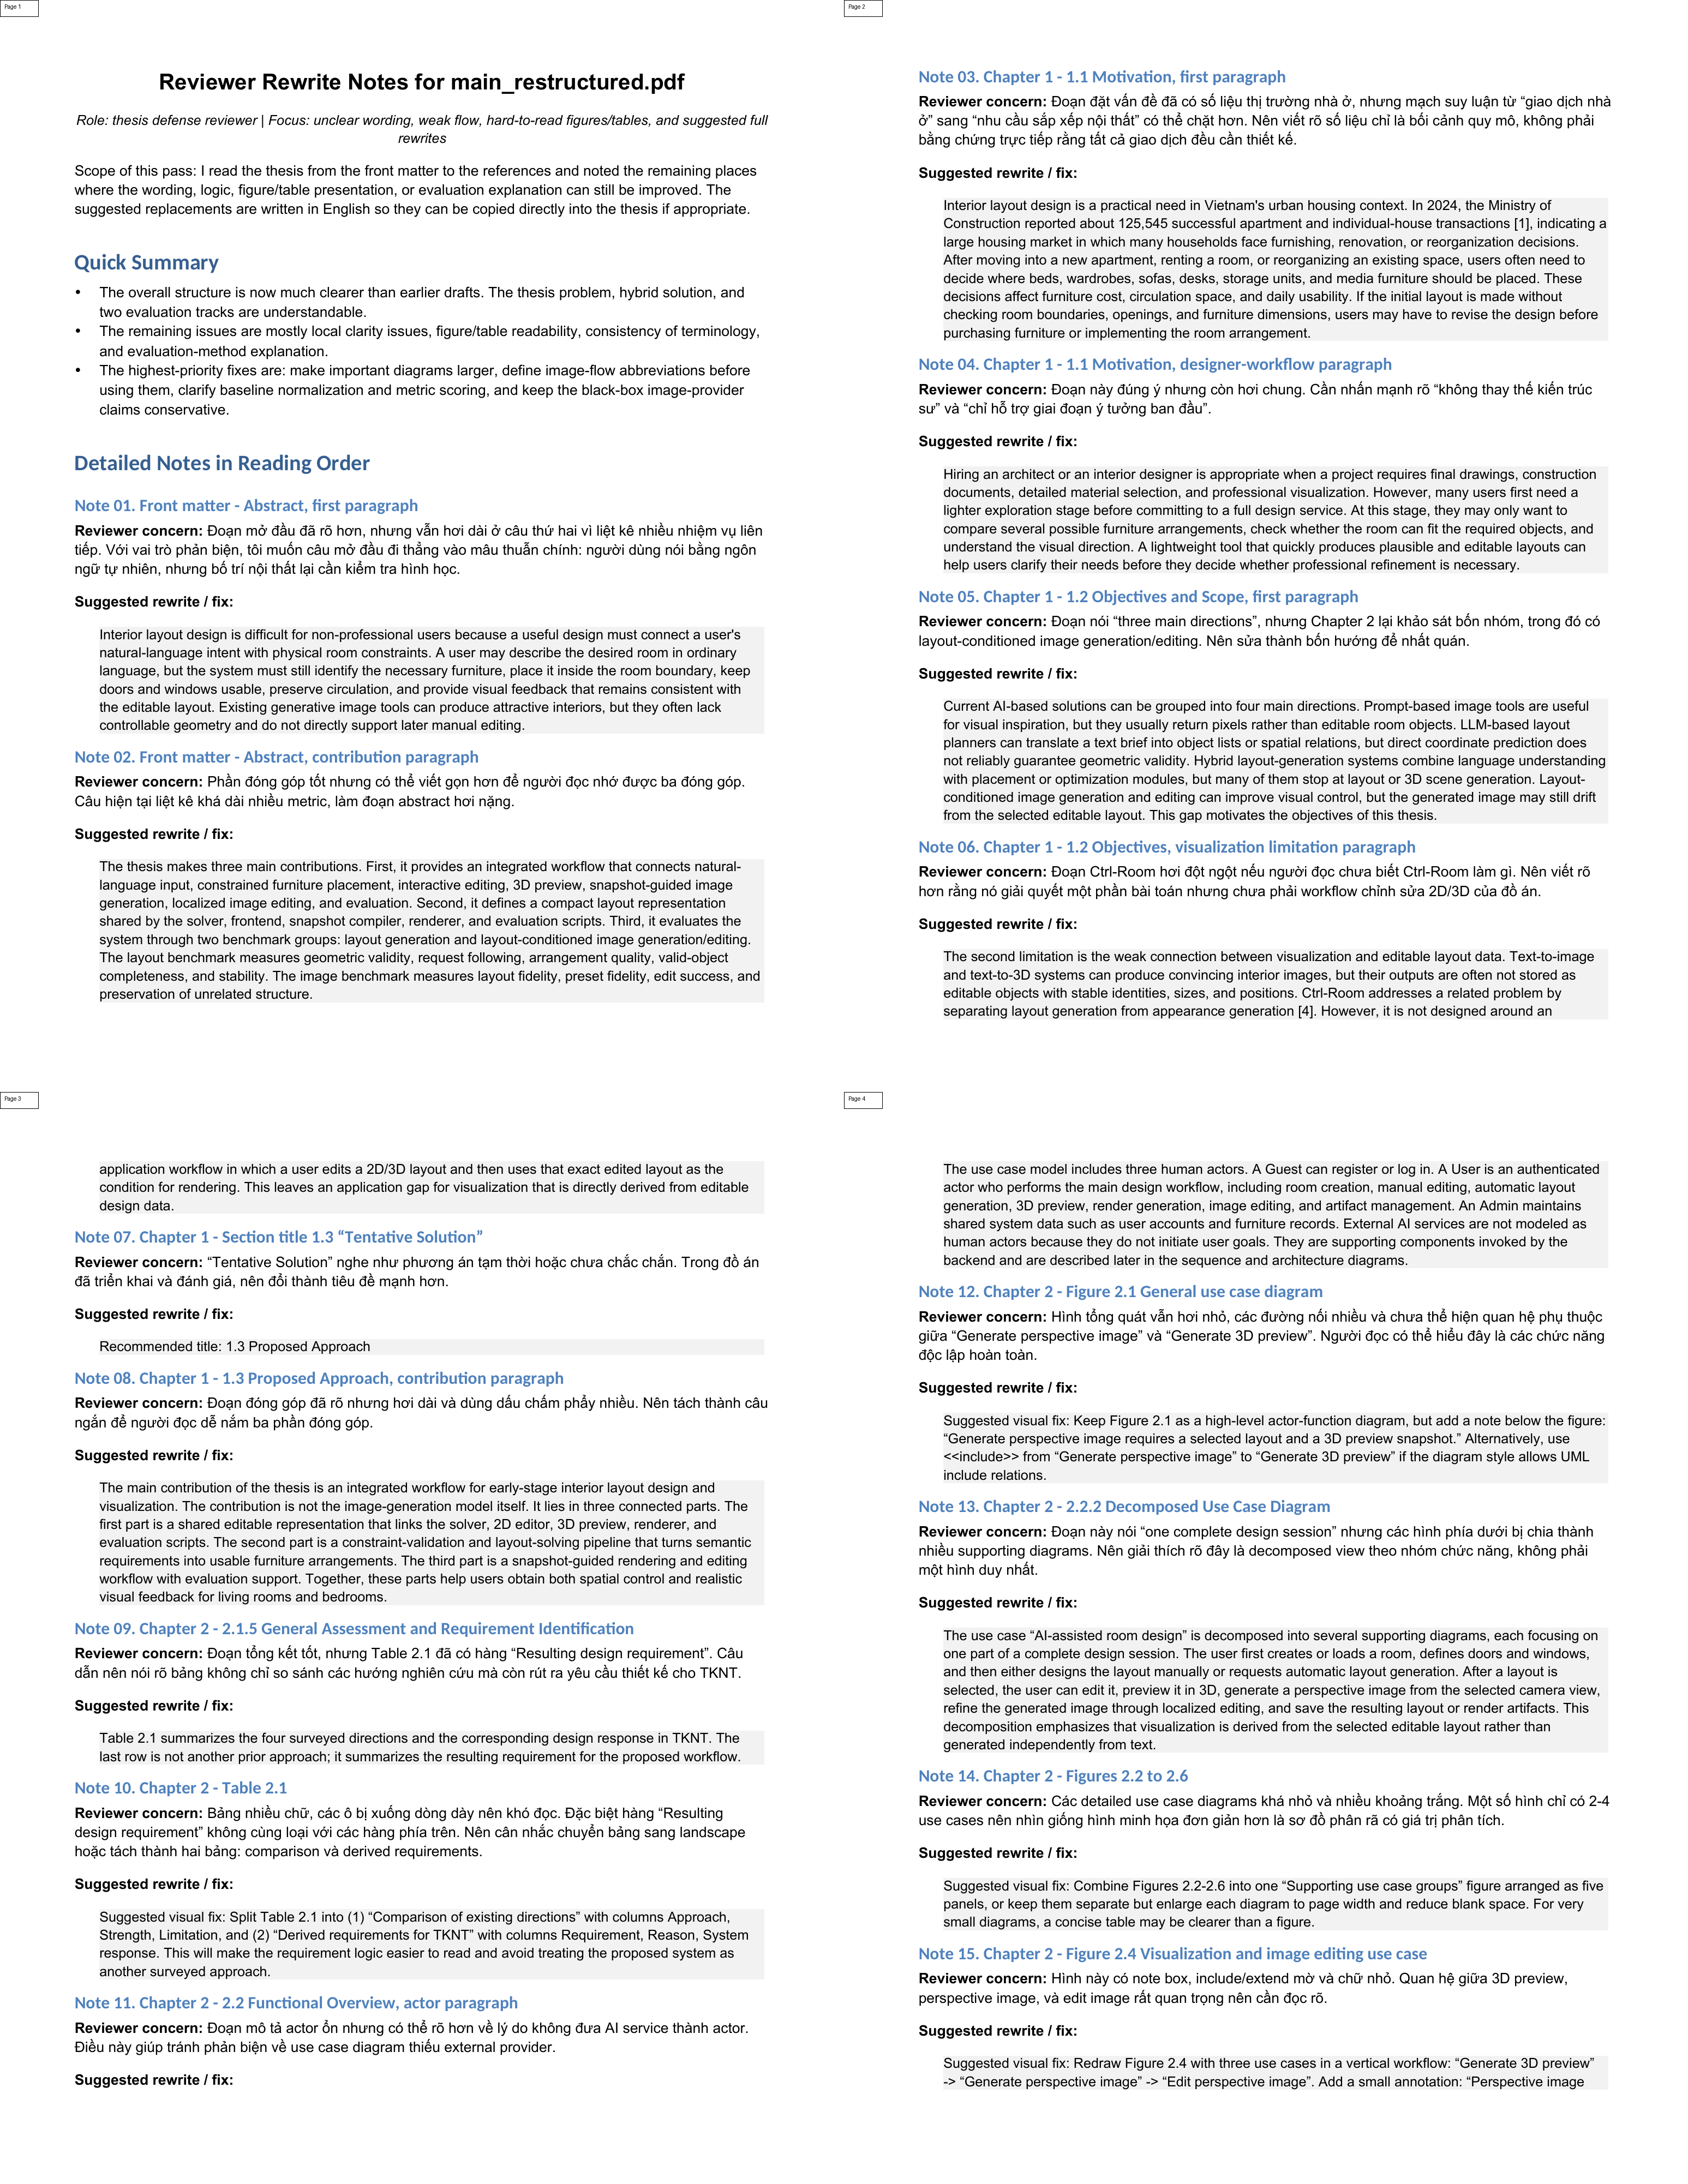 Page 1
Reviewer Rewrite Notes for main_restructured.pdf
Role: thesis defense reviewer | Focus: unclear wording, weak flow, hard-to-read figures/tables, and suggested full
rewrites
Scope of this pass: I read the thesis from the front matter to the references and noted the remaining places
where the wording, logic, figure/table presentation, or evaluation explanation can still be improved. The
suggested replacements are written in English so they can be copied directly into the thesis if appropriate.
Quick Summary
• The overall structure is now much clearer than earlier drafts. The thesis problem, hybrid solution, and
two evaluation tracks are understandable.
• The remaining issues are mostly local clarity issues, figure/table readability, consistency of terminology,
and evaluation-method explanation.
• The highest-priority fixes are: make important diagrams larger, define image-flow abbreviations before
using them, clarify baseline normalization and metric scoring, and keep the black-box image-provider
claims conservative.
Detailed Notes in Reading Order
Note 01. Front matter - Abstract, first paragraph
Reviewer concern: Đoạn mở đầu đã rõ hơn, nhưng vẫn hơi dài ở câu thứ hai vì liệt kê nhiều nhiệm vụ liên
tiếp. Với vai trò phản biện, tôi muốn câu mở đầu đi thẳng vào mâu thuẫn chính: người dùng nói bằng ngôn
ngữ tự nhiên, nhưng bố trí nội thất lại cần kiểm tra hình học.
Suggested rewrite / fix:
Interior layout design is difficult for non-professional users because a useful design must connect a user's
natural-language intent with physical room constraints. A user may describe the desired room in ordinary
language, but the system must still identify the necessary furniture, place it inside the room boundary, keep
doors and windows usable, preserve circulation, and provide visual feedback that remains consistent with
the editable layout. Existing generative image tools can produce attractive interiors, but they often lack
controllable geometry and do not directly support later manual editing.
Note 02. Front matter - Abstract, contribution paragraph
Reviewer concern: Phần đóng góp tốt nhưng có thể viết gọn hơn để người đọc nhớ được ba đóng góp.
Câu hiện tại liệt kê khá dài nhiều metric, làm đoạn abstract hơi nặng.
Suggested rewrite / fix:
The thesis makes three main contributions. First, it provides an integrated workflow that connects natural-
language input, constrained furniture placement, interactive editing, 3D preview, snapshot-guided image
generation, localized image editing, and evaluation. Second, it defines a compact layout representation
shared by the solver, frontend, snapshot compiler, renderer, and evaluation scripts. Third, it evaluates the
system through two benchmark groups: layout generation and layout-conditioned image generation/editing.
The layout benchmark measures geometric validity, request following, arrangement quality, valid-object
completeness, and stability. The image benchmark measures layout fidelity, preset fidelity, edit success, and
preservation of unrelated structure.
Page 2
Note 03. Chapter 1 - 1.1 Motivation, first paragraph
Reviewer concern: Đoạn đặt vấn đề đã có số liệu thị trường nhà ở, nhưng mạch suy luận từ “giao dịch nhà
ở” sang “nhu cầu sắp xếp nội thất” có thể chặt hơn. Nên viết rõ số liệu chỉ là bối cảnh quy mô, không phải
bằng chứng trực tiếp rằng tất cả giao dịch đều cần thiết kế.
Suggested rewrite / fix:
Interior layout design is a practical need in Vietnam's urban housing context. In 2024, the Ministry of
Construction reported about 125,545 successful apartment and individual-house transactions [1], indicating a
large housing market in which many households face furnishing, renovation, or reorganization decisions.
After moving into a new apartment, renting a room, or reorganizing an existing space, users often need to
decide where beds, wardrobes, sofas, desks, storage units, and media furniture should be placed. These
decisions affect furniture cost, circulation space, and daily usability. If the initial layout is made without
checking room boundaries, openings, and furniture dimensions, users may have to revise the design before
purchasing furniture or implementing the room arrangement.
Note 04. Chapter 1 - 1.1 Motivation, designer-workflow paragraph
Reviewer concern: Đoạn này đúng ý nhưng còn hơi chung. Cần nhấn mạnh rõ “không thay thế kiến trúc
sư” và “chỉ hỗ trợ giai đoạn ý tưởng ban đầu”.
Suggested rewrite / fix:
Hiring an architect or an interior designer is appropriate when a project requires final drawings, construction
documents, detailed material selection, and professional visualization. However, many users first need a
lighter exploration stage before committing to a full design service. At this stage, they may only want to
compare several possible furniture arrangements, check whether the room can fit the required objects, and
understand the visual direction. A lightweight tool that quickly produces plausible and editable layouts can
help users clarify their needs before they decide whether professional refinement is necessary.
Note 05. Chapter 1 - 1.2 Objectives and Scope, first paragraph
Reviewer concern: Đoạn nói “three main directions”, nhưng Chapter 2 lại khảo sát bốn nhóm, trong đó có
layout-conditioned image generation/editing. Nên sửa thành bốn hướng để nhất quán.
Suggested rewrite / fix:
Current AI-based solutions can be grouped into four main directions. Prompt-based image tools are useful
for visual inspiration, but they usually return pixels rather than editable room objects. LLM-based layout
planners can translate a text brief into object lists or spatial relations, but direct coordinate prediction does
not reliably guarantee geometric validity. Hybrid layout-generation systems combine language understanding
with placement or optimization modules, but many of them stop at layout or 3D scene generation. Layout-
conditioned image generation and editing can improve visual control, but the generated image may still drift
from the selected editable layout. This gap motivates the objectives of this thesis.
Note 06. Chapter 1 - 1.2 Objectives, visualization limitation paragraph
Reviewer concern: Đoạn Ctrl-Room hơi đột ngột nếu người đọc chưa biết Ctrl-Room làm gì. Nên viết rõ
hơn rằng nó giải quyết một phần bài toán nhưng chưa phải workflow chỉnh sửa 2D/3D của đồ án.
Suggested rewrite / fix:
The second limitation is the weak connection between visualization and editable layout data. Text-to-image
and text-to-3D systems can produce convincing interior images, but their outputs are often not stored as
editable objects with stable identities, sizes, and positions. Ctrl-Room addresses a related problem by
separating layout generation from appearance generation [4]. However, it is not designed around an
Page 3
application workflow in which a user edits a 2D/3D layout and then uses that exact edited layout as the
condition for rendering. This leaves an application gap for visualization that is directly derived from editable
design data.
Note 07. Chapter 1 - Section title 1.3 “Tentative Solution”
Reviewer concern: “Tentative Solution” nghe như phương án tạm thời hoặc chưa chắc chắn. Trong đồ án
đã triển khai và đánh giá, nên đổi thành tiêu đề mạnh hơn.
Suggested rewrite / fix:
Recommended title: 1.3 Proposed Approach
Note 08. Chapter 1 - 1.3 Proposed Approach, contribution paragraph
Reviewer concern: Đoạn đóng góp đã rõ nhưng hơi dài và dùng dấu chấm phẩy nhiều. Nên tách thành câu
ngắn để người đọc dễ nắm ba phần đóng góp.
Suggested rewrite / fix:
The main contribution of the thesis is an integrated workflow for early-stage interior layout design and
visualization. The contribution is not the image-generation model itself. It lies in three connected parts. The
first part is a shared editable representation that links the solver, 2D editor, 3D preview, renderer, and
evaluation scripts. The second part is a constraint-validation and layout-solving pipeline that turns semantic
requirements into usable furniture arrangements. The third part is a snapshot-guided rendering and editing
workflow with evaluation support. Together, these parts help users obtain both spatial control and realistic
visual feedback for living rooms and bedrooms.
Note 09. Chapter 2 - 2.1.5 General Assessment and Requirement Identification
Reviewer concern: Đoạn tổng kết tốt, nhưng Table 2.1 đã có hàng “Resulting design requirement”. Câu
dẫn nên nói rõ bảng không chỉ so sánh các hướng nghiên cứu mà còn rút ra yêu cầu thiết kế cho TKNT.
Suggested rewrite / fix:
Table 2.1 summarizes the four surveyed directions and the corresponding design response in TKNT. The
last row is not another prior approach; it summarizes the resulting requirement for the proposed workflow.
Note 10. Chapter 2 - Table 2.1
Reviewer concern: Bảng nhiều chữ, các ô bị xuống dòng dày nên khó đọc. Đặc biệt hàng “Resulting
design requirement” không cùng loại với các hàng phía trên. Nên cân nhắc chuyển bảng sang landscape
hoặc tách thành hai bảng: comparison và derived requirements.
Suggested rewrite / fix:
Suggested visual fix: Split Table 2.1 into (1) “Comparison of existing directions” with columns Approach,
Strength, Limitation, and (2) “Derived requirements for TKNT” with columns Requirement, Reason, System
response. This will make the requirement logic easier to read and avoid treating the proposed system as
another surveyed approach.
Note 11. Chapter 2 - 2.2 Functional Overview, actor paragraph
Reviewer concern: Đoạn mô tả actor ổn nhưng có thể rõ hơn về lý do không đưa AI service thành actor.
Điều này giúp tránh phản biện về use case diagram thiếu external provider.
Suggested rewrite / fix:
Page 4
The use case model includes three human actors. A Guest can register or log in. A User is an authenticated
actor who performs the main design workflow, including room creation, manual editing, automatic layout
generation, 3D preview, render generation, image editing, and artifact management. An Admin maintains
shared system data such as user accounts and furniture records. External AI services are not modeled as
human actors because they do not initiate user goals. They are supporting components invoked by the
backend and are described later in the sequence and architecture diagrams.
Note 12. Chapter 2 - Figure 2.1 General use case diagram
Reviewer concern: Hình tổng quát vẫn hơi nhỏ, các đường nối nhiều và chưa thể hiện quan hệ phụ thuộc
giữa “Generate perspective image” và “Generate 3D preview”. Người đọc có thể hiểu đây là các chức năng
độc lập hoàn toàn.
Suggested rewrite / fix:
Suggested visual fix: Keep Figure 2.1 as a high-level actor-function diagram, but add a note below the figure:
“Generate perspective image requires a selected layout and a 3D preview snapshot.” Alternatively, use
<<include>> from “Generate perspective image” to “Generate 3D preview” if the diagram style allows UML
include relations.
Note 13. Chapter 2 - 2.2.2 Decomposed Use Case Diagram
Reviewer concern: Đoạn này nói “one complete design session” nhưng các hình phía dưới bị chia thành
nhiều supporting diagrams. Nên giải thích rõ đây là decomposed view theo nhóm chức năng, không phải
một hình duy nhất.
Suggested rewrite / fix:
The use case “AI-assisted room design” is decomposed into several supporting diagrams, each focusing on
one part of a complete design session. The user first creates or loads a room, defines doors and windows,
and then either designs the layout manually or requests automatic layout generation. After a layout is
selected, the user can edit it, preview it in 3D, generate a perspective image from the selected camera view,
refine the generated image through localized editing, and save the resulting layout or render artifacts. This
decomposition emphasizes that visualization is derived from the selected editable layout rather than
generated independently from text.
Note 14. Chapter 2 - Figures 2.2 to 2.6
Reviewer concern: Các detailed use case diagrams khá nhỏ và nhiều khoảng trắng. Một số hình chỉ có 2-4
use cases nên nhìn giống hình minh họa đơn giản hơn là sơ đồ phân rã có giá trị phân tích.
Suggested rewrite / fix:
Suggested visual fix: Combine Figures 2.2-2.6 into one “Supporting use case groups” figure arranged as five
panels, or keep them separate but enlarge each diagram to page width and reduce blank space. For very
small diagrams, a concise table may be clearer than a figure.
Note 15. Chapter 2 - Figure 2.4 Visualization and image editing use case
Reviewer concern: Hình này có note box, include/extend mờ và chữ nhỏ. Quan hệ giữa 3D preview,
perspective image, và edit image rất quan trọng nên cần đọc rõ.
Suggested rewrite / fix:
Suggested visual fix: Redraw Figure 2.4 with three use cases in a vertical workflow: “Generate 3D preview”
-> “Generate perspective image” -> “Edit perspective image”. Add a small annotation: “Perspective image